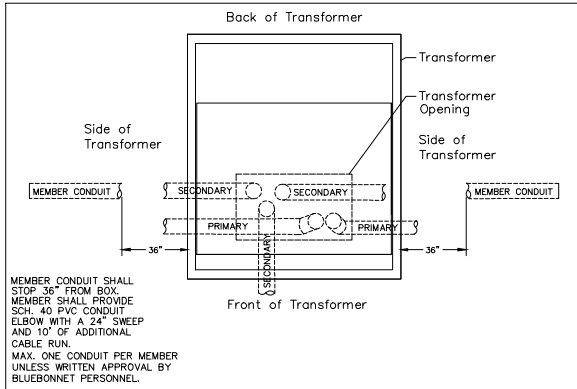 Back of Transformer
Transformer
Transformer
Opening
Side of
Transformer
Side of
Transformer
MEMBER CONDUIT
SECONDARY
SECONDARY
MEMBER CONDUIT
PRIMARY
PRIMARY
SECONDARY
36"
36"
Front of Transformer
MEMBER CONDUIT SHALL
STOP 36" FROM BOX.
MEMBER SHALL PROVIDE
SCH. 40 PVC CONDUIT
ELBOW WITH A 24" SWEEP
AND 10' OF ADDITIONAL
CABLE RUN.
MAX. ONE CONDUIT PER MEMBER
UNLESS WRITTEN APPROVAL BY
BLUEBONNET PERSONNEL.